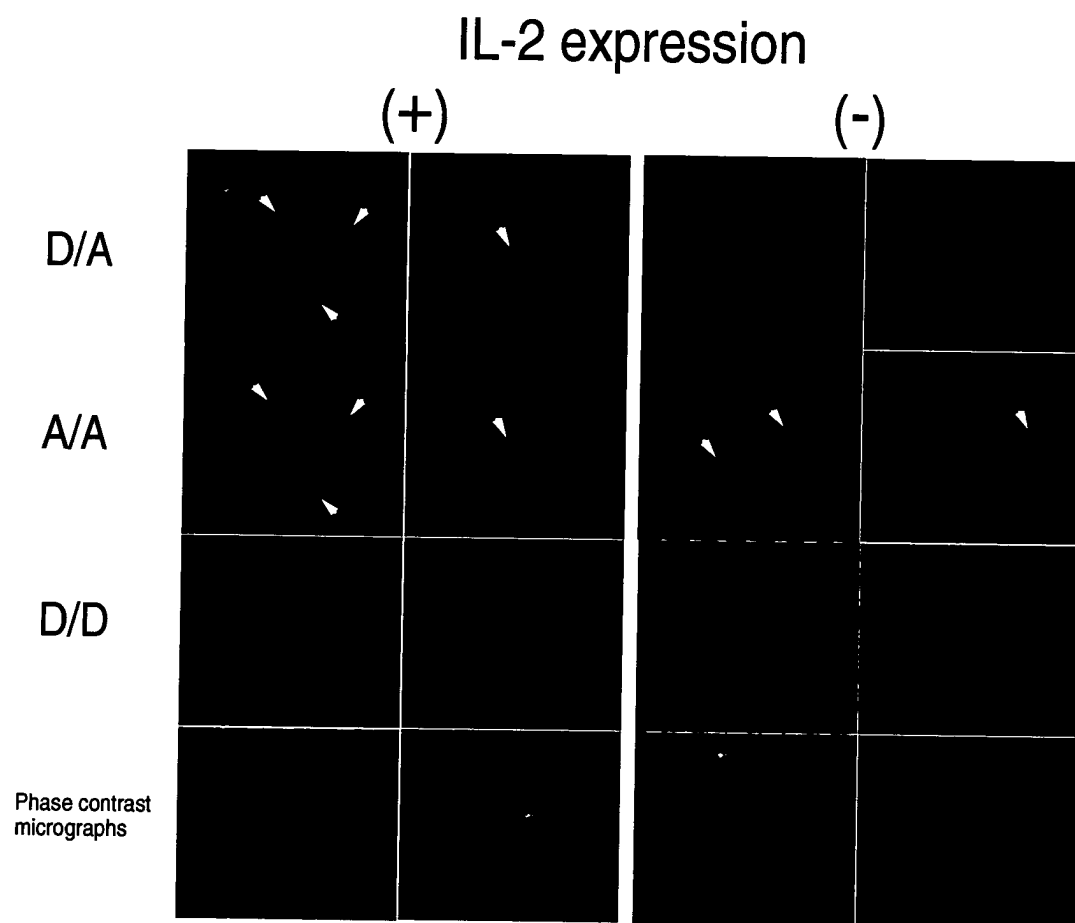 IL-2 expression
(+)
(-)
D/A
A/A
D/D
Phase contrast
micrographs